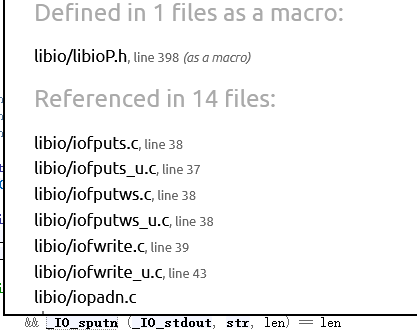 Defined in 1 files as a macro:
libio/libioP.h, line 398 (as a macro)
Referenced in 14 files:
libio/iofputs.c, line 38
libio/iofputs_u.c, line 37
libio/iofputws.c, line 38
libio/iofputws_u.c, line 38
libio/iofwrite.c, line 39
libio/iofwrite_u.c, line 43
libio/iopadn.c
&& _IO_sputn (_IO_stdout, str, len) == len